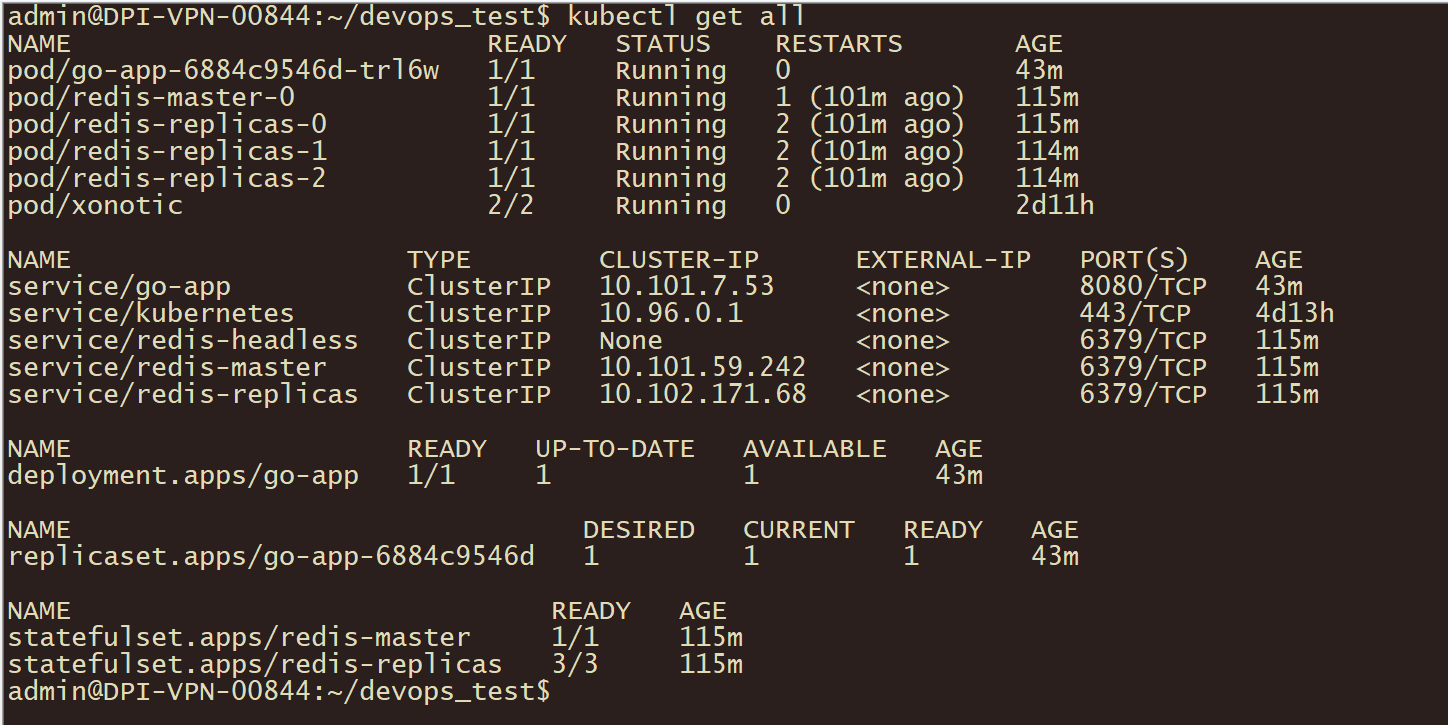 admin@DPI-VPN-00844:~/devops_test$ kubectl get all
NAME READY STATUS RESTARTS AGE
pod/go-app-6884c9546d-trl6w 1/1 Running 0 43m
pod/redis-master-0 1/1 Running 1 (101m ago) 115m
pod/redis-replicas-0 1/1 Running 2 (101m ago) 115m
pod/redis-replicas-1 1/1 Running 2 (101m ago) 114m
pod/redis-replicas-2 1/1 Running 2 (101m ago) 114m
pod/xonotic 2/2 Running 0 2d11h
NAME TYPE CLUSTER-IP EXTERNAL-IP PORT(S) AGE
service/go-app ClusterIP 10.101.7.53 <none> 8080/TCP 43m
service/kubernetes ClusterIP 10.96.0.1 <none> 443/TCP 4d13h
service/redis-headless ClusterIP None <none> 6379/TCP 115m
service/redis-master ClusterIP 10.101.59.242 <none> 6379/TCP 115m
service/redis-replicas ClusterIP 10.102.171.68 <none> 6379/TCP 115m
NAME READY UP-TO-DATE AVAILABLE AGE
deployment.apps/go-app 1/1 1 1 43m
NAME DESIRED CURRENT READY AGE
replicaset.apps/go-app-6884c9546d 1 1 1 43m
NAME READY AGE
statefulset.apps/redis-master 1/1 115m
statefulset.apps/redis-replicas 3/3 115m
admin@DPI-VPN-00844:~/devops_test$